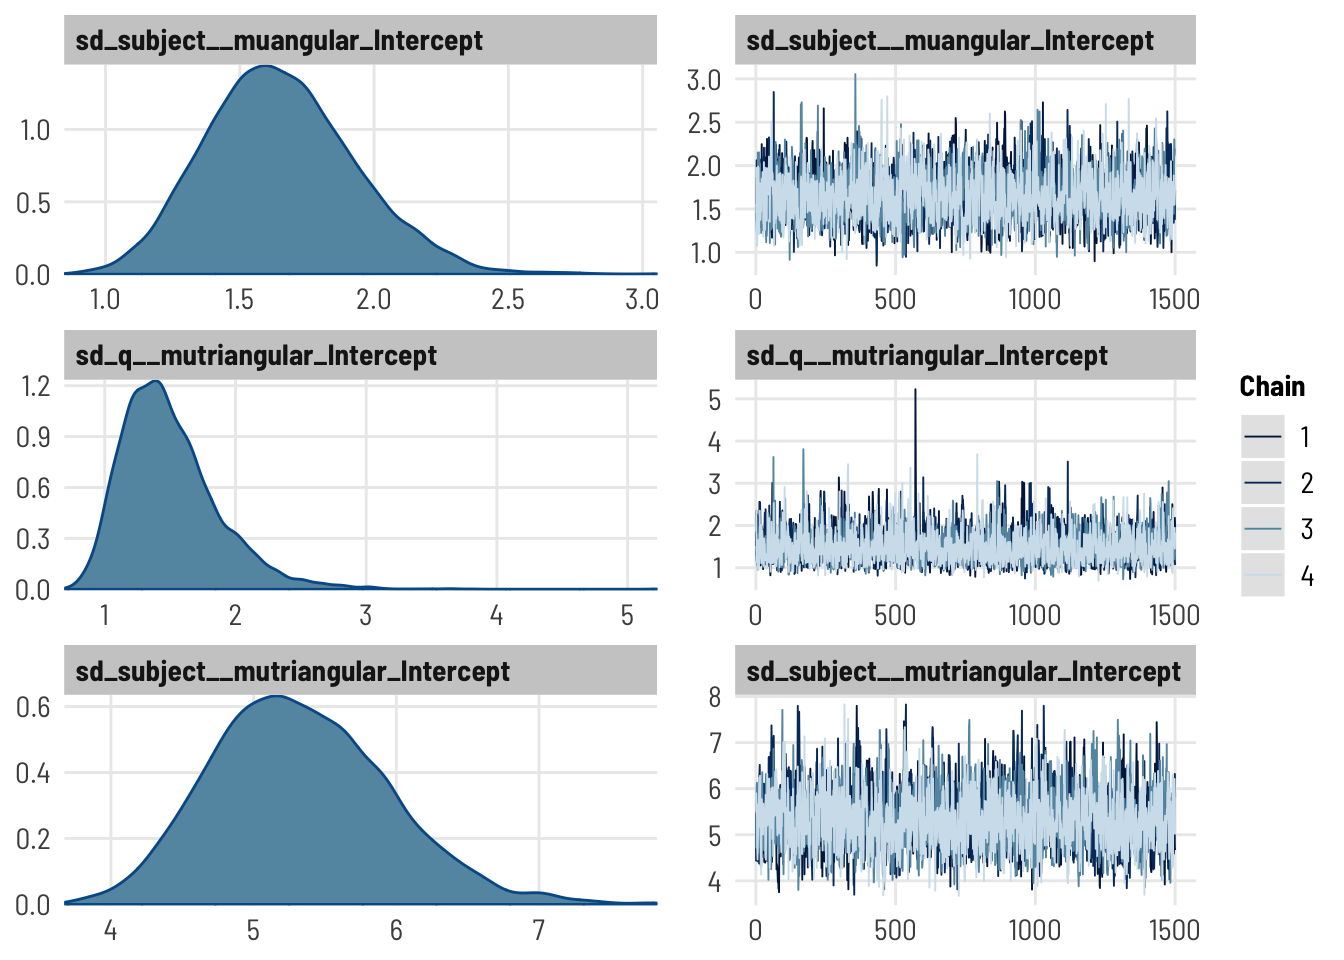 sd_subject__muangular_Intercept
1.0
0.5
0.0
1.0 1.5 2.0 2.5 3.0
sd_subject__muangular_Intercept
3.0
2.5
2.0
1.5
1.0
0 500 1000 1500
sd_q__mutriangular_Intercept
1.2
0.9
0.6
0.3
0.0
1 2 3 4 5
sd_q__mutriangular_Intercept
5
4
3
2
1
0 500 1000 1500
sd_subject__mutriangular_Intercept
0.6
0.4
0.2
0.0
4 5 6 7
sd_subject__mutriangular_Intercept
8
7
6
5
4
0 500 1000 1500
Chain
1
2
3
4